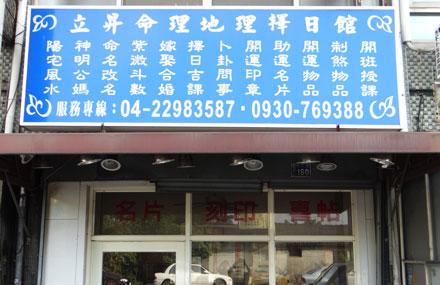 立昇命理地理擇日館
陽宅風水
神明公媽
命名改名
紫微斗數
嫁娶合婚
擇日吉課
卜卦問事
開運印章
助運名片
開運物品
制煞物品
開班授課
服務專線:04-22983587·0930-769388
160
名片 刻印 喜帖